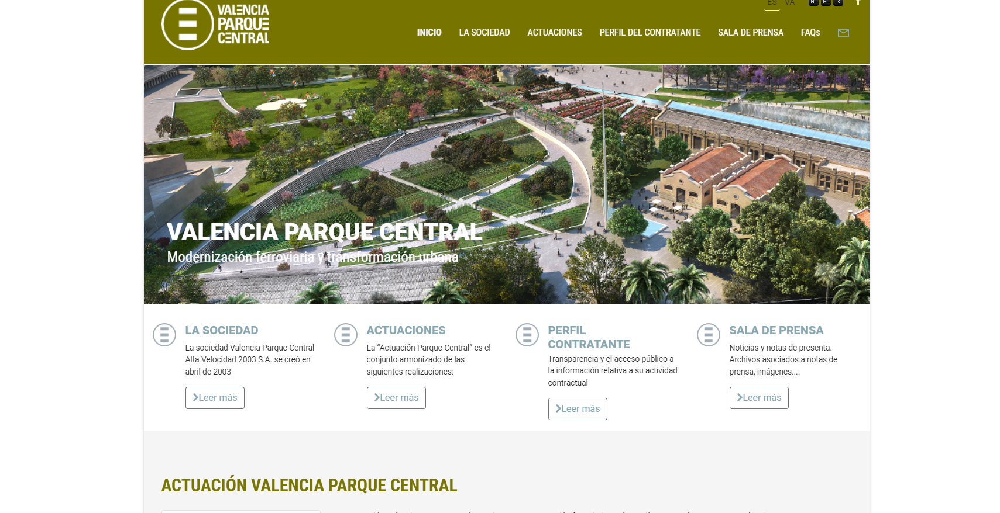 ES VA A+ A- R
VALENCIA
PARQUE
CENTRAL
INICIO LA SOCIEDAD ACTUACIONES PERFIL DEL CONTRATANTE SALA DE PRENSA FAQs
VALENCIA PARQUE CENTRAL
Modernización ferroviaria y transformación urbana
LA SOCIEDAD
La sociedad Valencia Parque Central
Alta Velocidad 2003 S.A. se creó en
abril de 2003
Leer más
ACTUACIONES
La “Actuación Parque Central” es el
conjunto armonizado de las
siguientes realizaciones:
Leer más
PERFIL
CONTRATANTE
Transparencia y el acceso público a
la información relativa a su actividad
contractual
Leer más
SALA DE PRENSA
Noticias y notas de presenta.
Archivos asociados a notas de
prensa, imágenes....
Leer más
ACTUACIÓN VALENCIA PARQUE CENTRAL